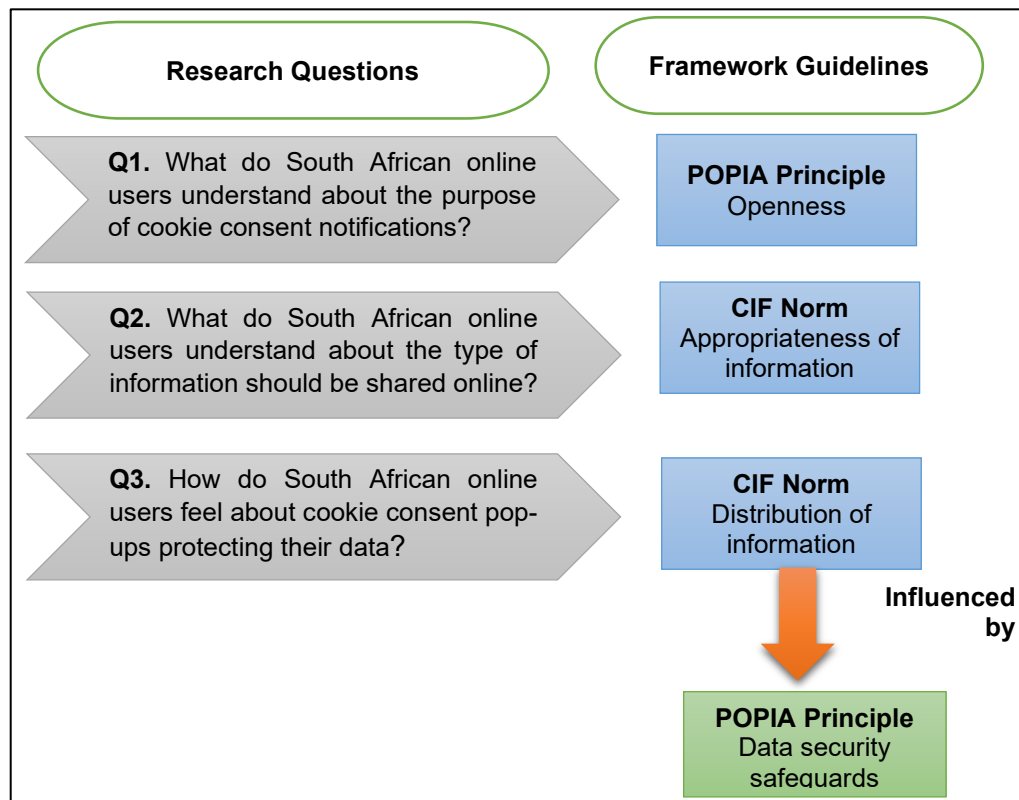 Research Questions
Framework Guidelines
Q1. What do South African online
users understand about the purpose
of cookie consent notifications?
POPIA Principle
Openness
Q2. What do South African online
users understand about the type of
information should be shared online?
CIF Norm
Appropriateness of
information
Q3. How do South African online
users feel about cookie consent pop-
ups protecting their data?
CIF Norm
Distribution of
information
Influenced
by
POPIA Principle
Data security
safeguards